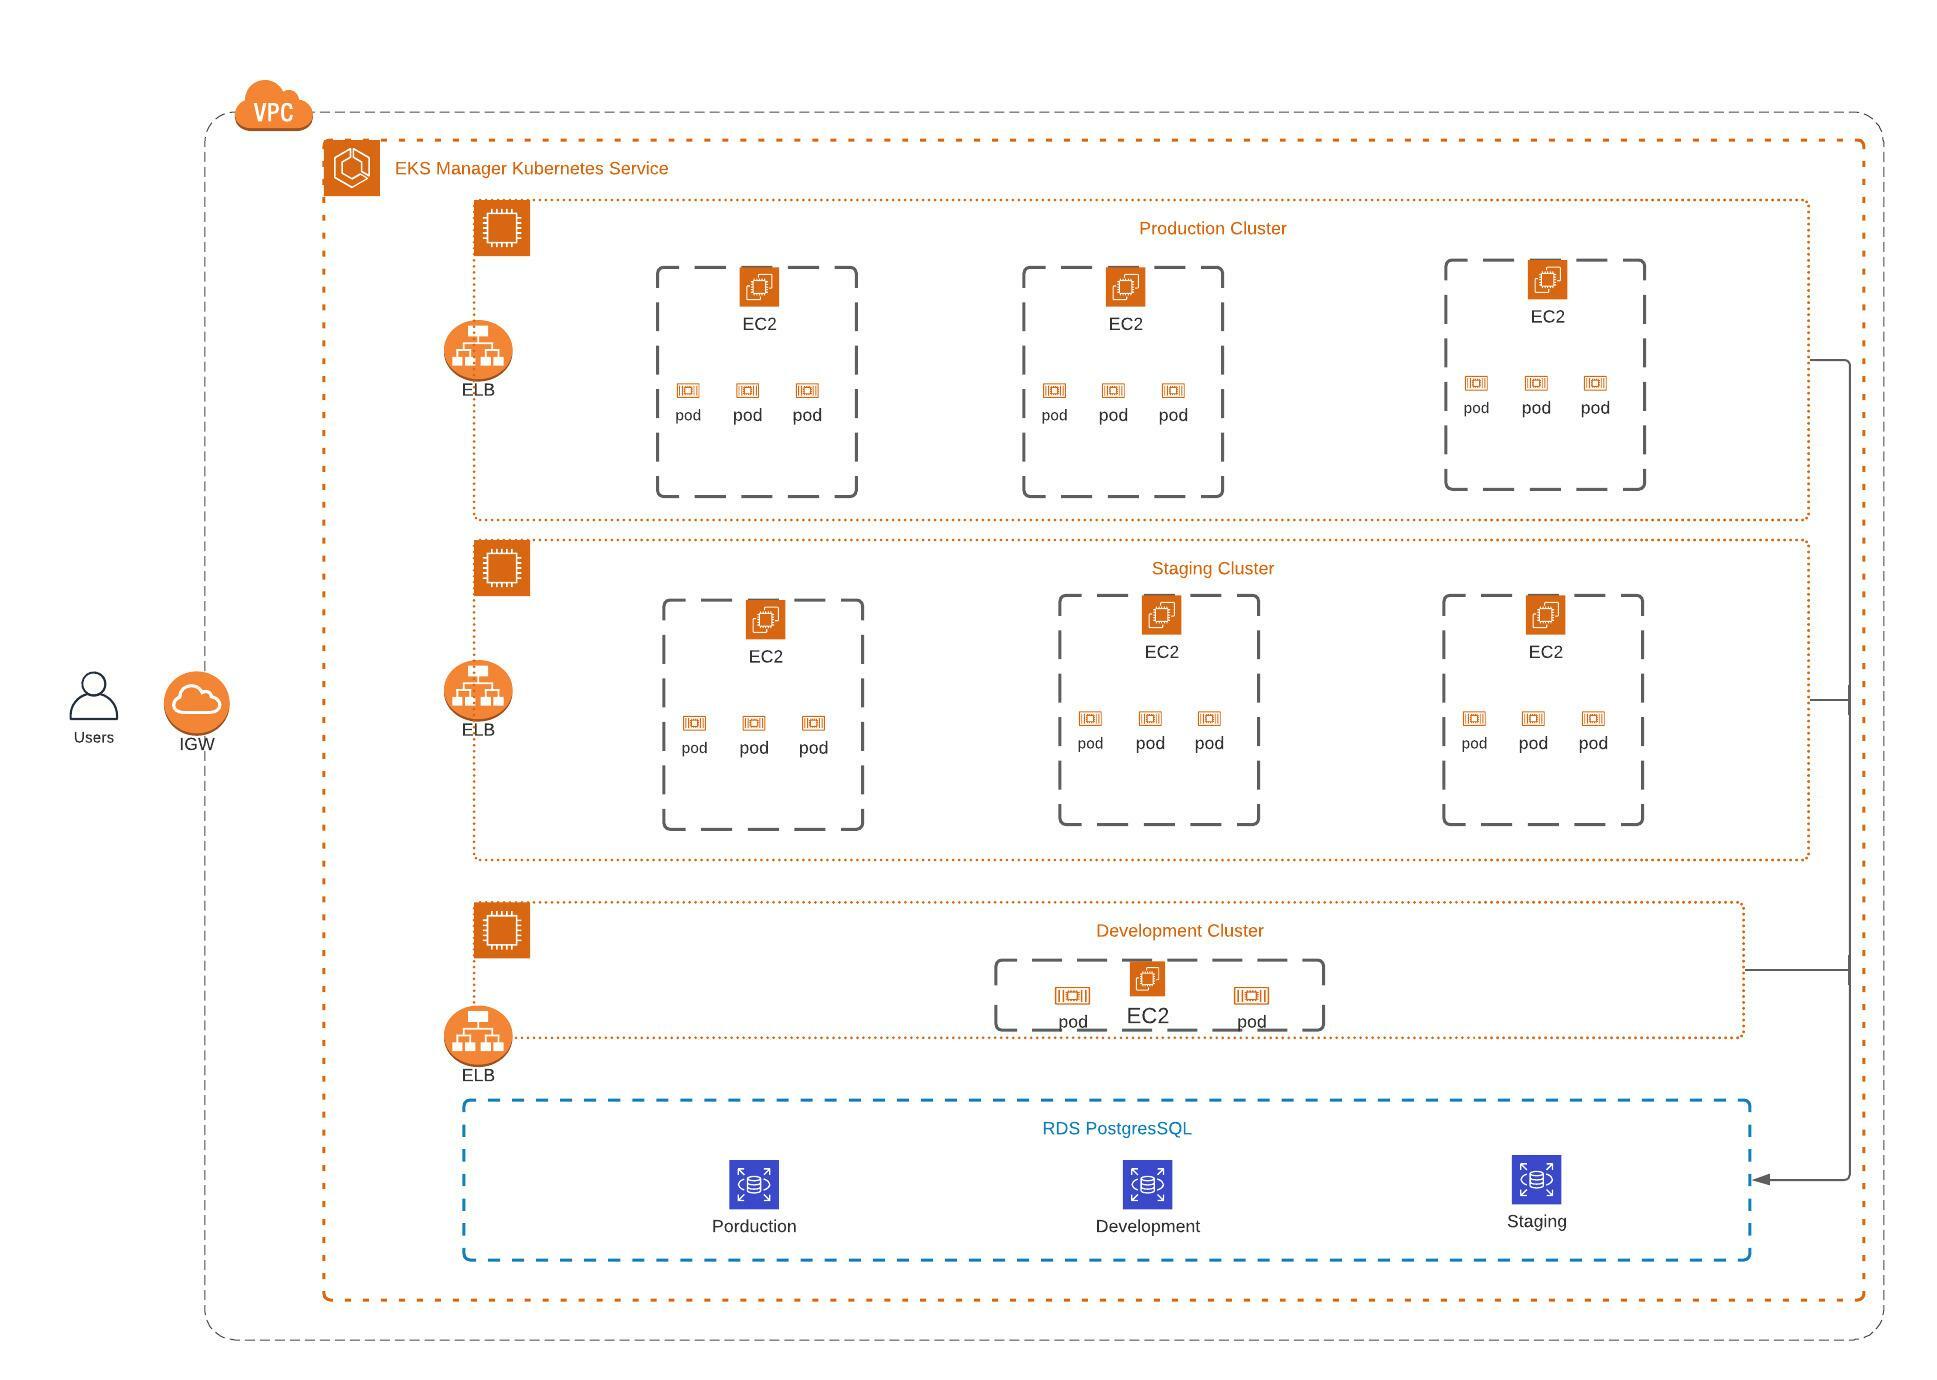 VPC
EKS Manager Kubernetes Service
Production Cluster
EC2
EC2
EC2
ELB
pod pod pod
pod pod pod
pod pod pod
Staging Cluster
EC2
EC2
EC2
Users
IGW
ELB
pod pod pod
pod pod pod
pod pod pod
Development Cluster
pod EC2 pod
ELB
RDS PostgresSQL
Porduction
Development
Staging